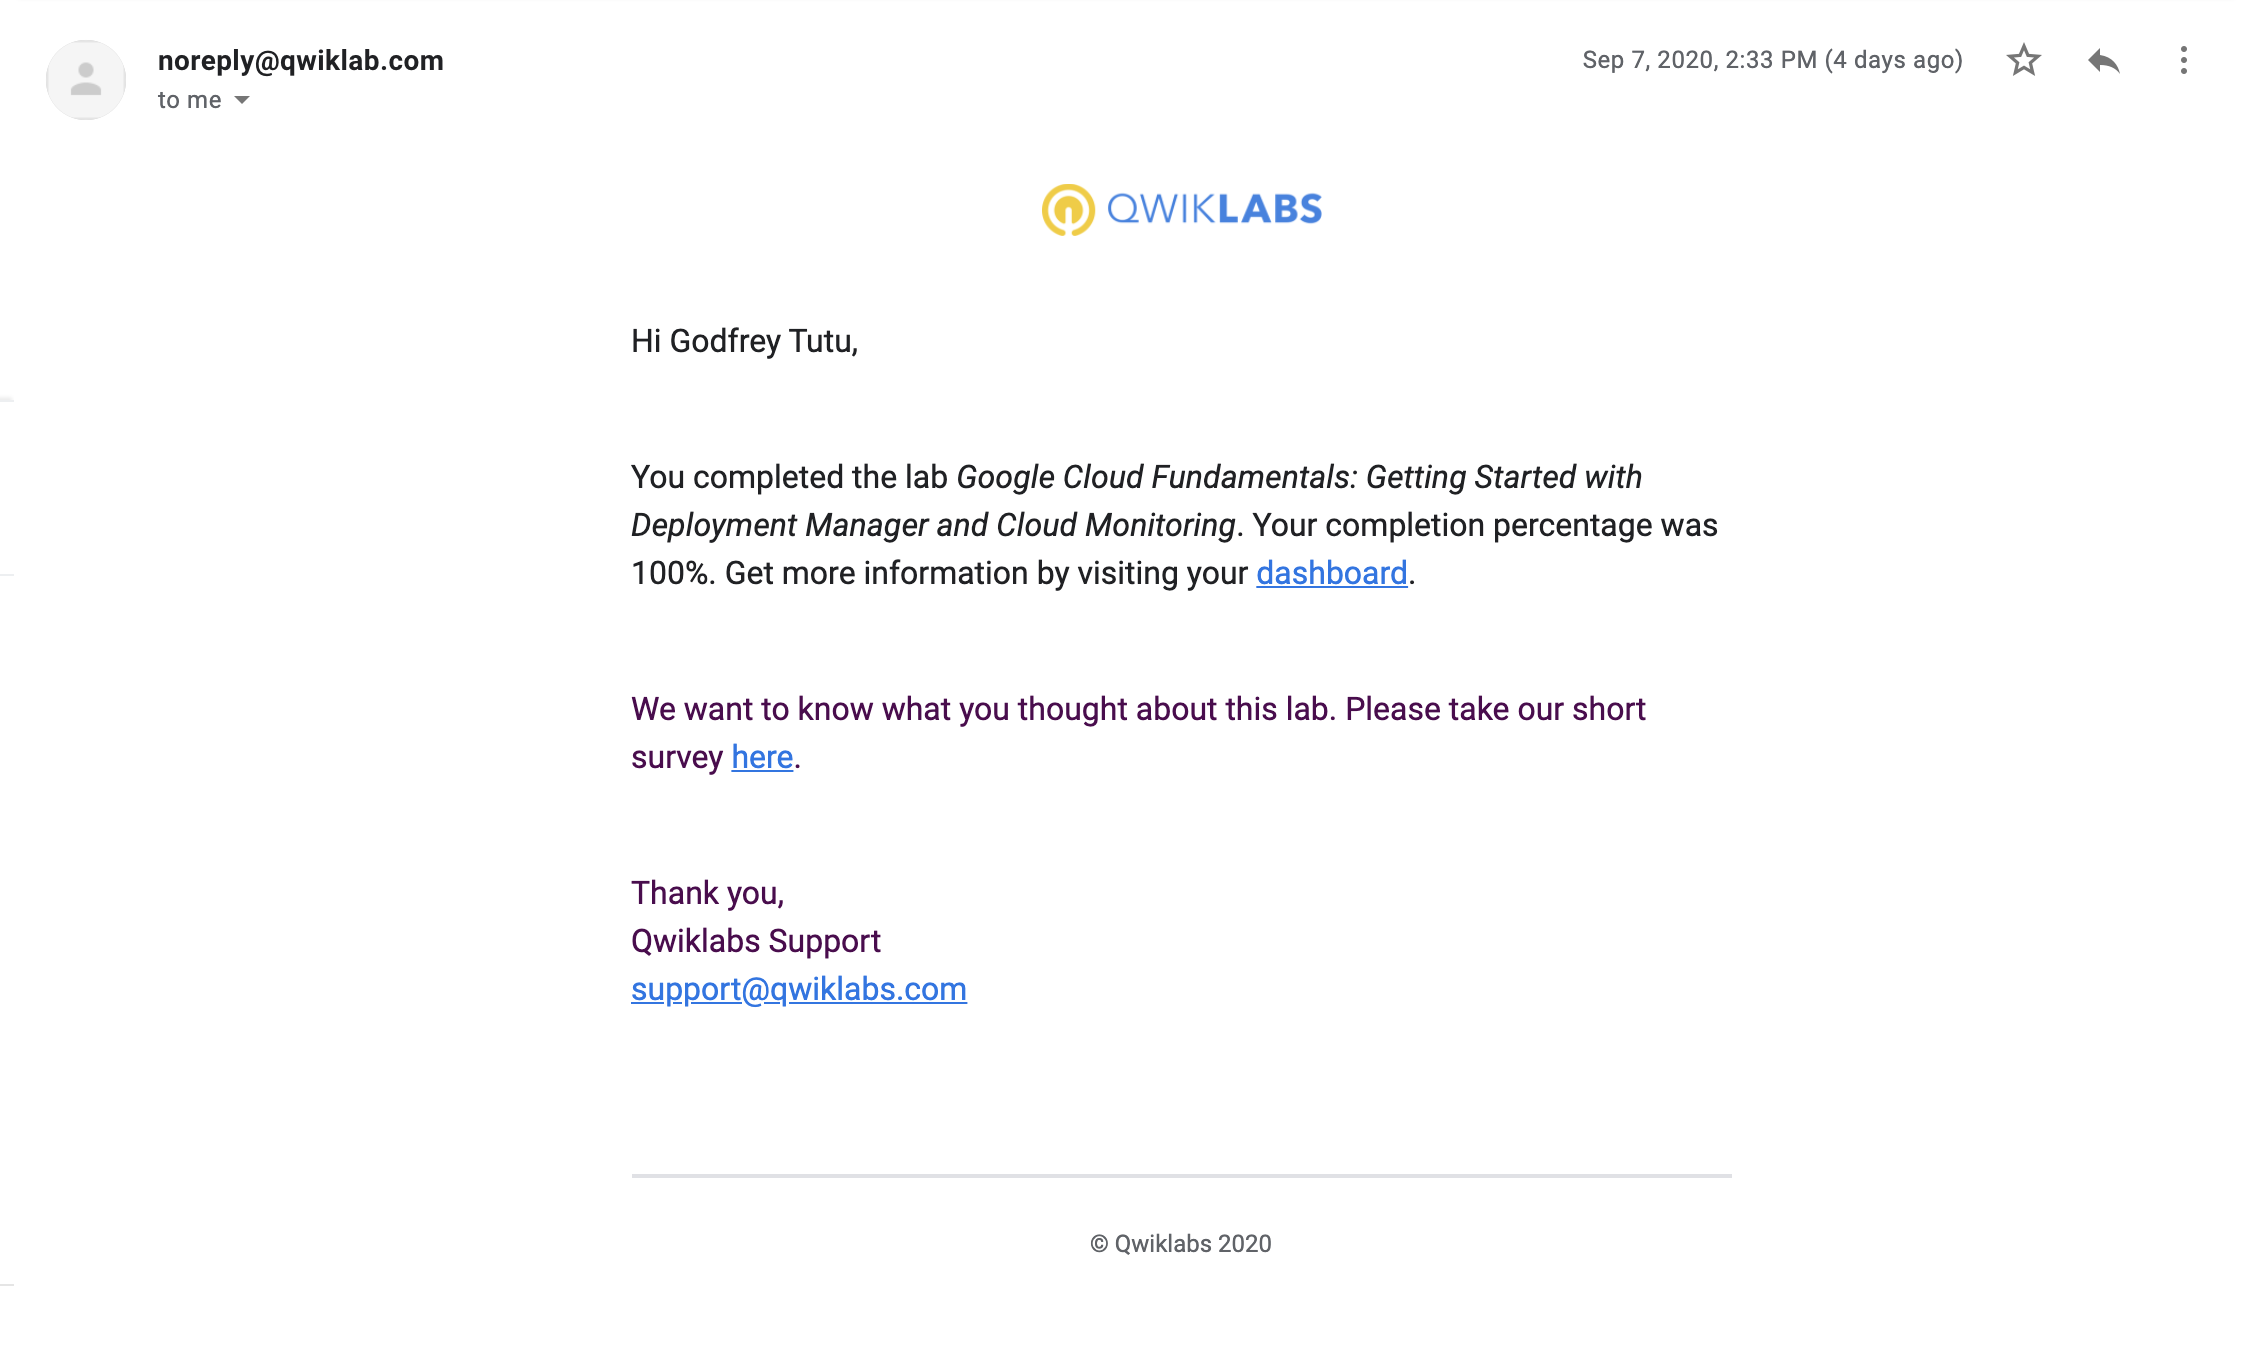 noreply@qwiklab.com
Sep 7, 2020, 2:33 PM (4 days ago)
to me
QWIKLABS
Hi Godfrey Tutu,
You completed the lab Google Cloud Fundamentals: Getting Started with
Deployment Manager and Cloud Monitoring. Your completion percentage was
100%. Get more information by visiting your dashboard.
We want to know what you thought about this lab. Please take our short
survey here.
Thank you,
Qwiklabs Support
support@qwiklabs.com
© Qwiklabs 2020